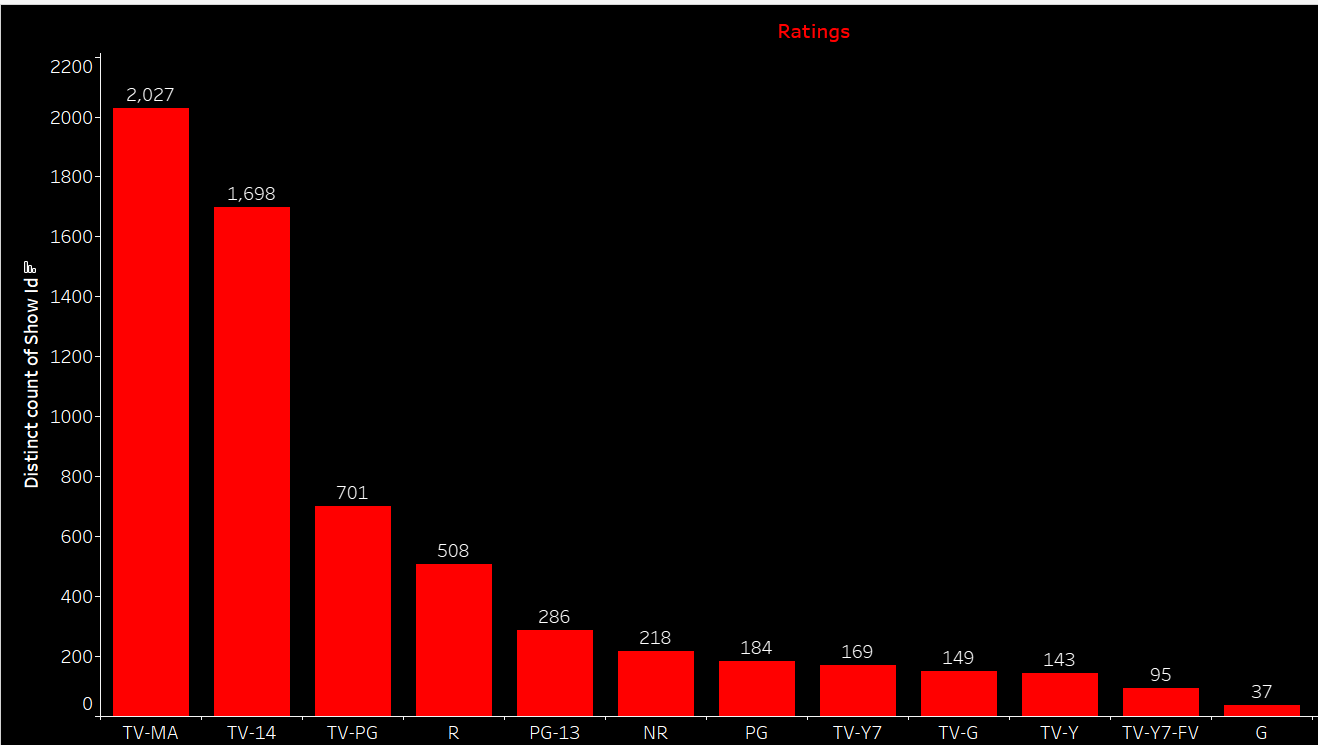 Ratings
Distinct count of Show Id
2200
2000
1800
1600
1400
1200
1000
800
600
400
200
0
2,027
1,698
701
508
286
218
184
169
149
143
95
37
TV-MA
TV-14
TV-PG
R
PG-13
NR
PG
TV-Y7
TV-G
TV-Y
TV-Y7-FV
G